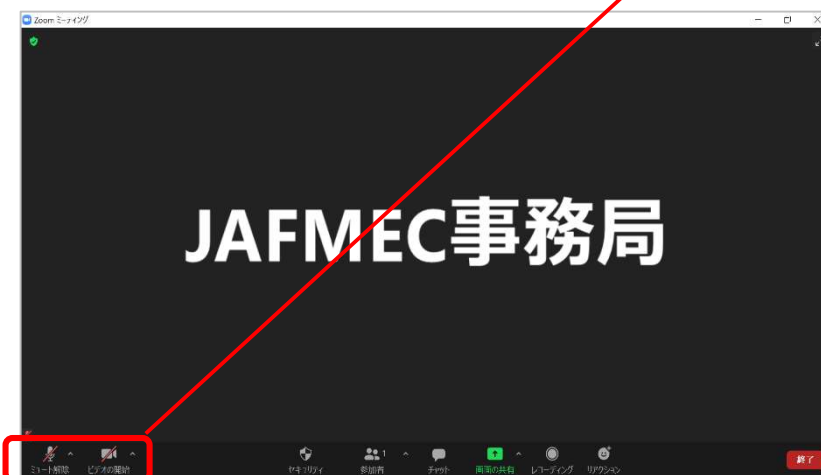 Zoom ミーティング
JAFMEC事務局
ミュート解除 ビデオの開始 セキュリティ 参加者 1 チャット 画面の共有 レコーディング リアクション 終了